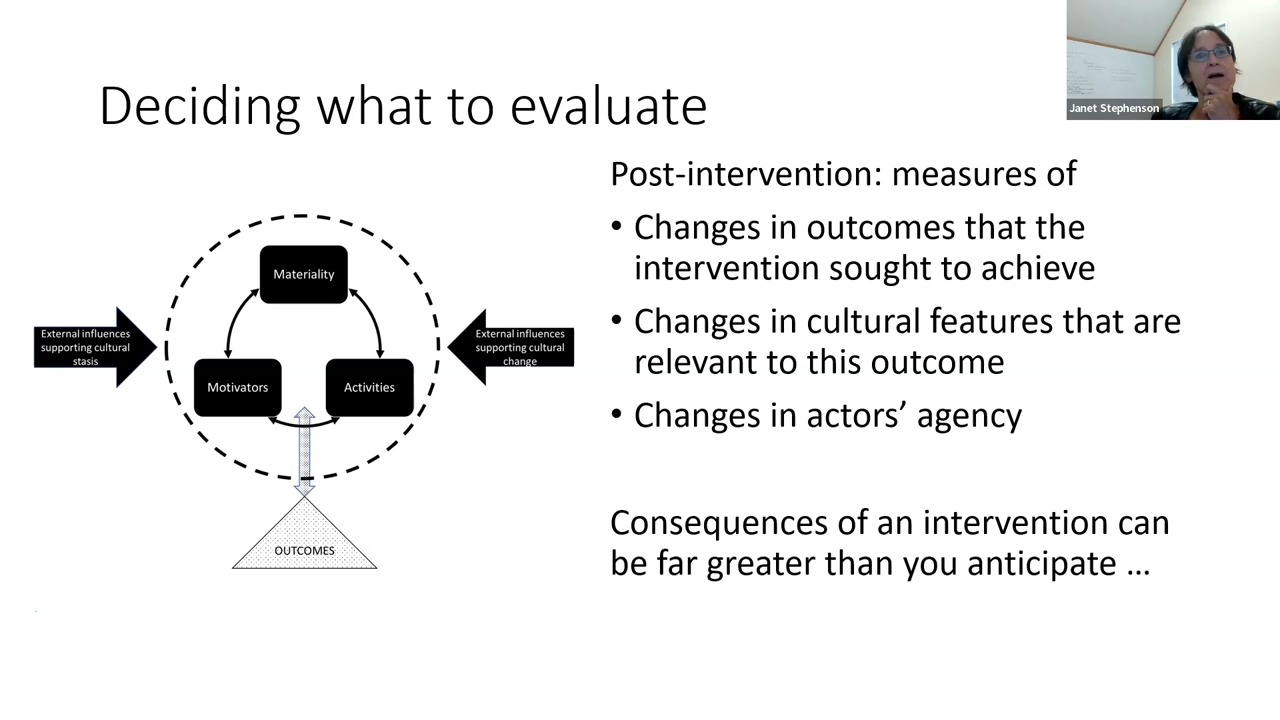 Janet Stephenson
Deciding what to evaluate
Materiality
Motivators
Activities
External influences
supporting cultural
stasis
External influences
supporting cultural
change
OUTCOMES
Post-intervention: measures of
• Changes in outcomes that the
intervention sought to achieve
• Changes in cultural features that are
relevant to this outcome
• Changes in actors’ agency
Consequences of an intervention can
be far greater than you anticipate …